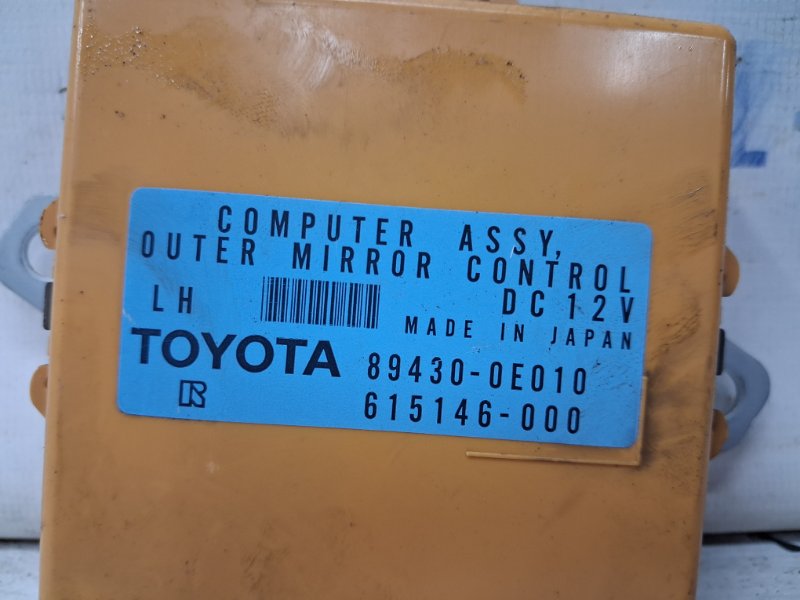 COMPUTER ASSY,
OUTER MIRROR CONTROL
LH DC12V
MADE IN JAPAN
TOYOTA 89430-0E010
R 615146-000